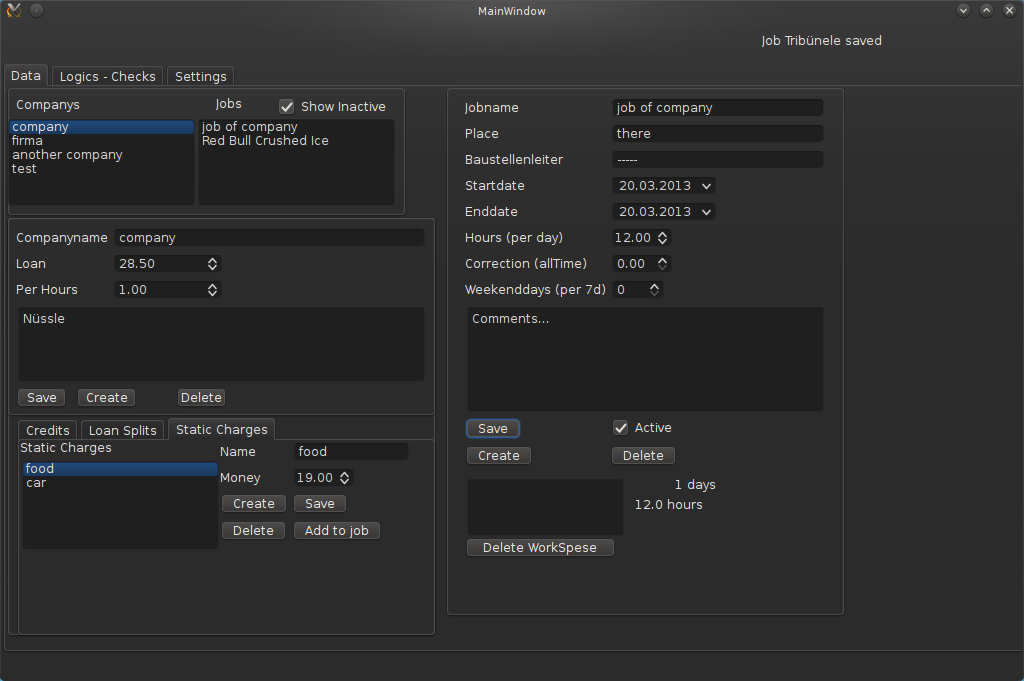 MainWindow
Job Tribünele saved
Data Logics - Checks Settings
Companys
company
firma
another company
test
Jobs
Show Inactive
job of company
Red Bull Crushed Ice
Companyname company
Loan 28.50
Per Hours 1.00
Nüssle
Save Create Delete
Credits Loan Splits Static Charges
Static Charges
food
car
Name food
Money 19.00
Create Save
Delete Add to job
Jobname job of company
Place there
Baustellenleiter -----
Startdate 20.03.2013
Enddate 20.03.2013
Hours (per day) 12.00
Correction (allTime) 0.00
Weekenddays (per 7d) 0
Comments...
Save Active
Create Delete
1 days
12.0 hours
Delete WorkSpese